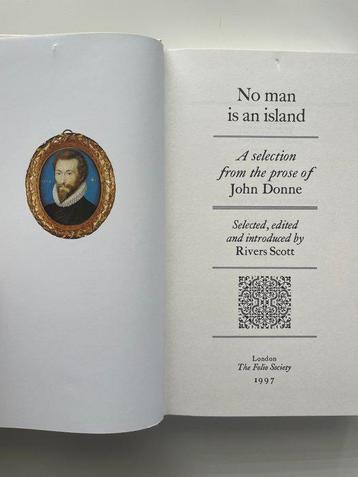 No man
is an island
A selection
from the prose of
John Donne
Selected, edited
and introduced by
Rivers Scott
London
The Folio Society
1997